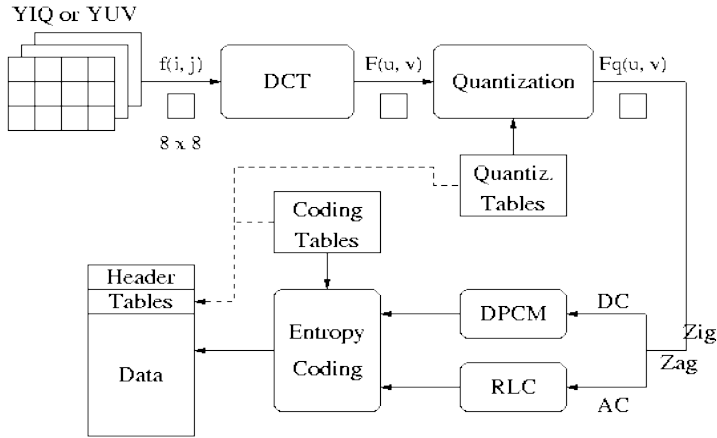 YIQ or YUV
f(i, j)
F(u, v)
Fq(u, v)
DCT
Quantization
8 x 8
Quantiz.
Tables
Coding
Tables
Header
Tables
Data
Entropy
Coding
DPCM
DC
Zig
Zag
RLC
AC